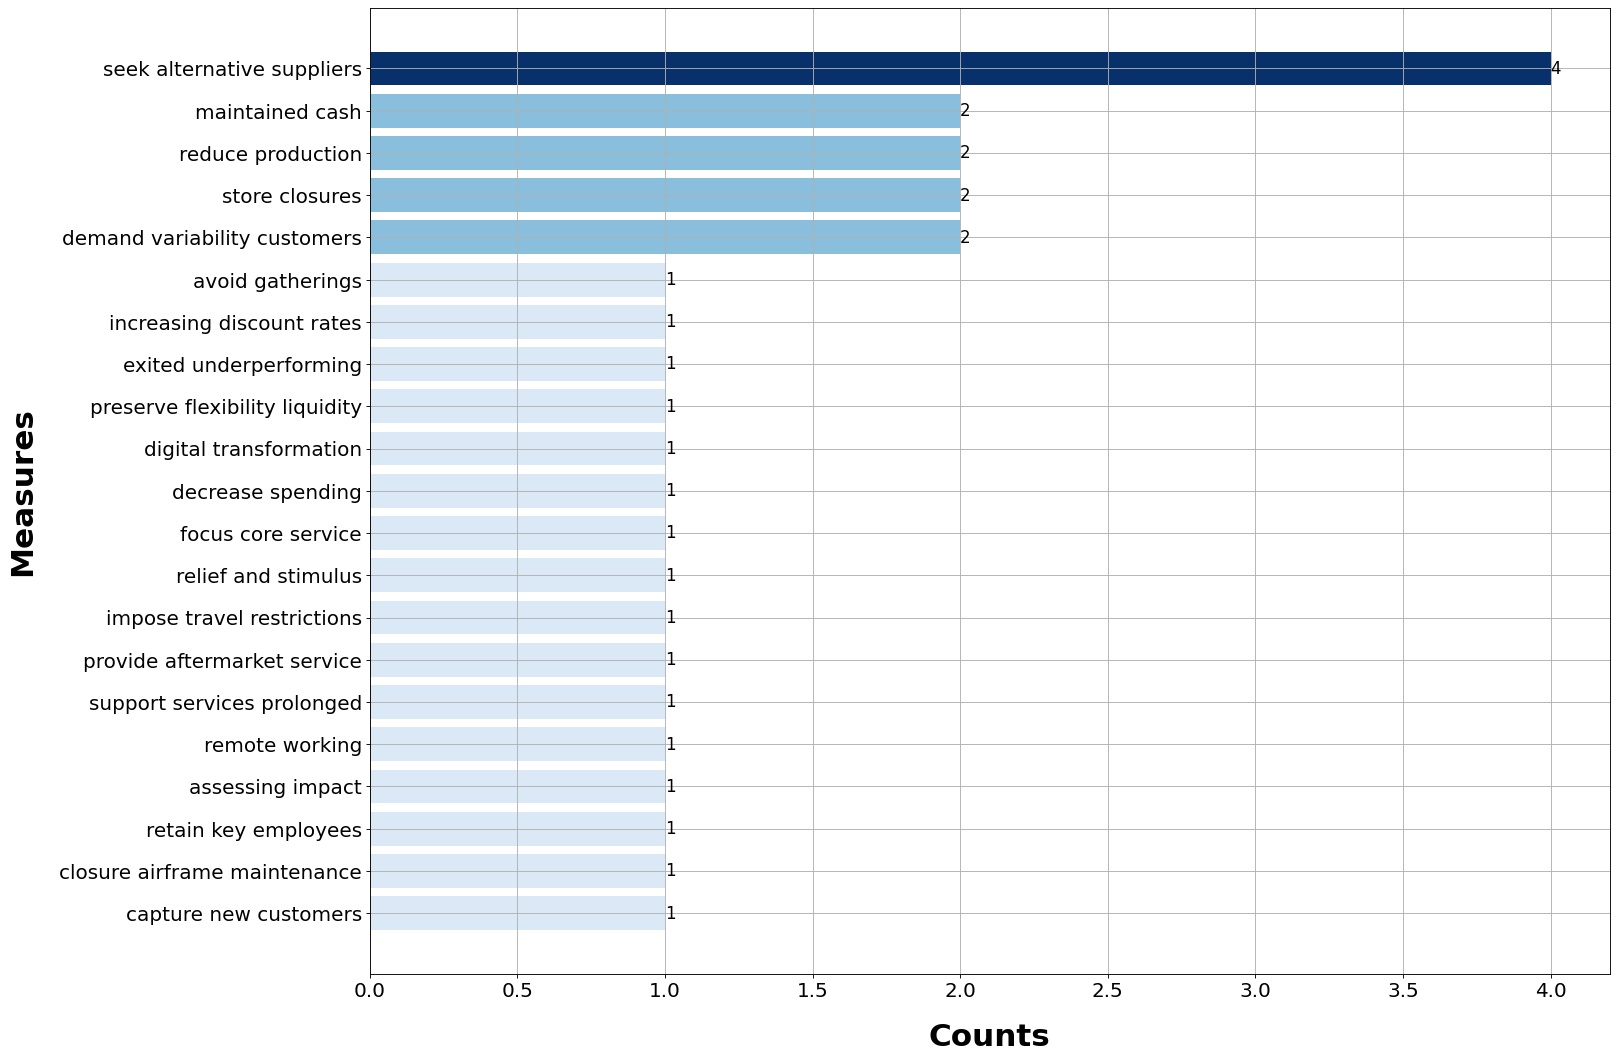 seek alternative suppliers 4
maintained cash 2
reduce production 2
store closures 2
demand variability customers 2
avoid gatherings 1
increasing discount rates 1
exited underperforming 1
preserve flexibility liquidity 1
digital transformation 1
decrease spending 1
focus core service 1
relief and stimulus 1
impose travel restrictions 1
provide aftermarket service 1
support services prolonged 1
remote working 1
assessing impact 1
retain key employees 1
closure airframe maintenance 1
capture new customers 1
Measures
0.0 0.5 1.0 1.5 2.0 2.5 3.0 3.5 4.0
Counts